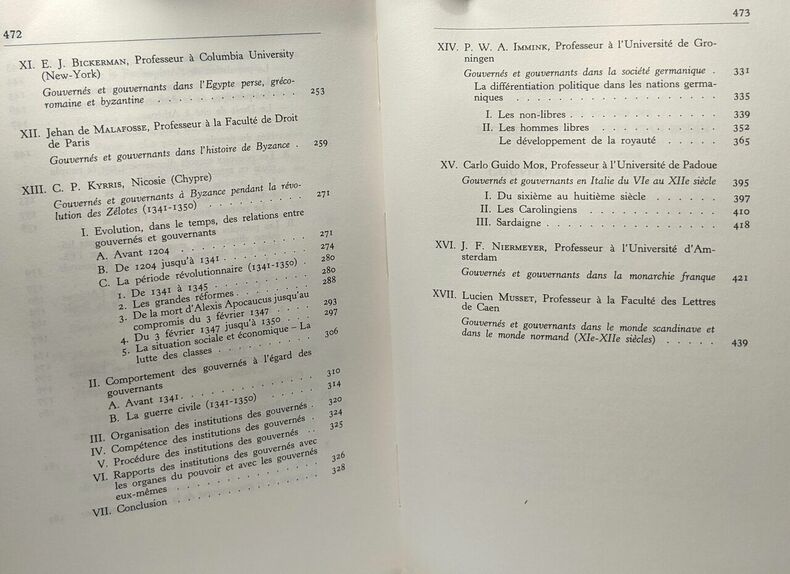 472
XI. E. J. BICKERMAN, Professeur à Columbia University
(New-York)
Gouvernés et gouvernants dans l'Egypte perse, gréco-
romaine et byzantine . . . . . . . . . . . 253
XII. Jehan de MALAFOSSE, Professeur à la Faculté de Droit
de Paris
Gouvernés et gouvernants dans l'histoire de Byzance . 259
XIII. C. P. KYRRIS, Nicosie (Chypre)
Gouvernés et gouvernants à Byzance pendant la révo-
lution des Zélotes (1341-1350) . . . . . . . . 271
I. Evolution, dans le temps, des relations entre
gouvernés et gouvernants
A. Avant 1204 . . . . . . . . . . . 271
B. De 1204 jusqu'à 1341 . . . . . . . . 274
C. La période révolutionnaire (1341-1350) . 280
1. De 1341 à 1345 . . . . . . . . . 280
2. Les grandes réformes . . . . . . . 288
3. De la mort d'Alexis Apocaucus jusqu'au
compromis du 3 février 1347 . . . . . 293
4. Du 3 février 1347 jusqu'à 1350 . . . . 297
5. La situation sociale et économique – La
lutte des classes . . . . . . . . . 306
II. Comportement des gouvernés à l'égard des
gouvernants
A. Avant 1341 . . . . . . . . . . . 310
B. La guerre civile (1341-1350) . . . . . 314
III. Organisation des institutions des gouvernés . 320
IV. Compétence des institutions des gouvernés . 324
V. Procédure des institutions des gouvernés . . 325
VI. Rapports des institutions des gouvernés avec
les organes du pouvoir et avec les gouvernés
eux-mêmes . . . . . . . . . . . . 326
VII. Conclusion . . . . . . . . . . . . 328
473
XIV. P. W. A. IMMINK, Professeur à l'Université de Gro-
ningen
Gouvernés et gouvernants dans la société germanique . 331
La différentiation politique dans les nations germa-
niques . . . . . . . . . . . . . . 335
I. Les non-libres . . . . . . . . . . . 339
II. Les hommes libres . . . . . . . . . 352
Le développement de la royauté . . . . . 365
XV. Carlo Guido MOR, Professeur à l'Université de Padoue
Gouvernés et gouvernants en Italie du VIe au XIIe siècle 395
I. Du sixième au huitième siècle . . . . . . 397
II. Les Carolingiens . . . . . . . . . . 410
III. Sardaigne . . . . . . . . . . . . 418
XVI. J. F. NIERMEYER, Professeur à l'Université d'Am-
sterdam
Gouvernés et gouvernants dans la monarchie franque 421
XVII. Lucien MUSSET, Professeur à la Faculté des Lettres
de Caen
Gouvernés et gouvernants dans le monde scandinave et
dans le monde normand (XIe-XIIe siècles) . . . . . 439